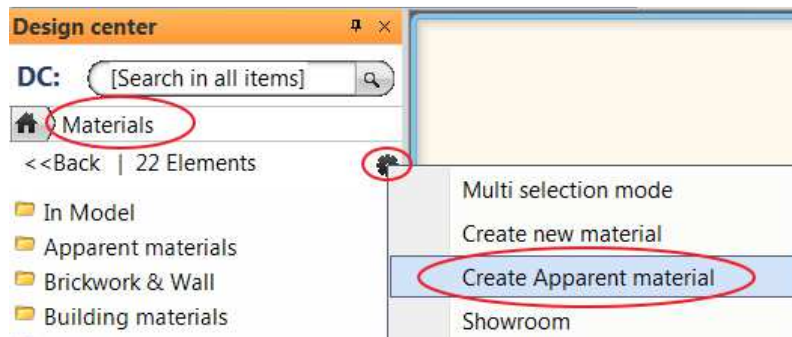 Design center
DC: [Search in all items]
Materials
<<Back | 22 Elements
In Model
Apparent materials
Brickwork & Wall
Building materials
Multi selection mode
Create new material
Create Apparent material
Showroom